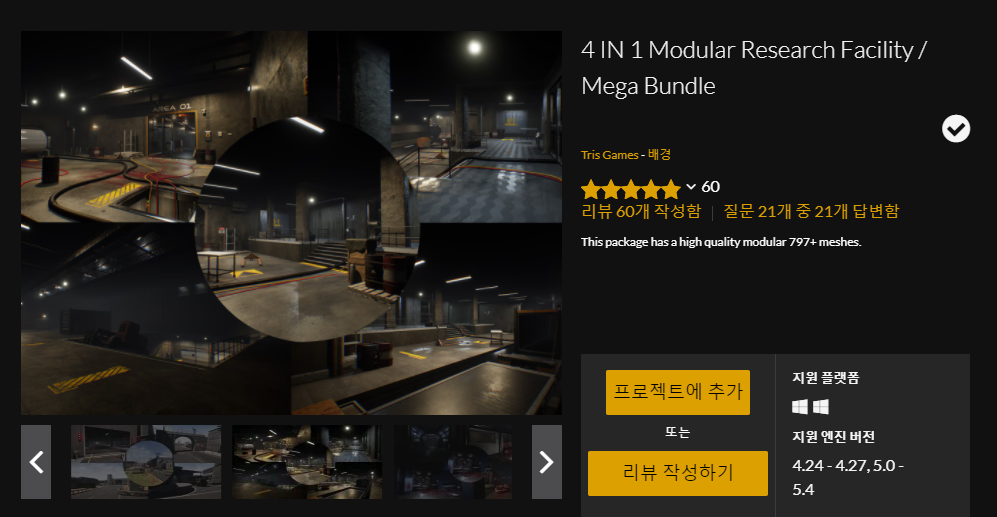 4 IN 1 Modular Research Facility /
Mega Bundle
AREA 01
Tris Games - 배경
60
리뷰 60개 작성함 | 질문 21개 중 21개 답변함
This package has a high quality modular 797+ meshes.
프로젝트에 추가
또는
리뷰 작성하기
지원 플랫폼
지원 엔진 버전
4.24 - 4.27, 5.0 -
5.4